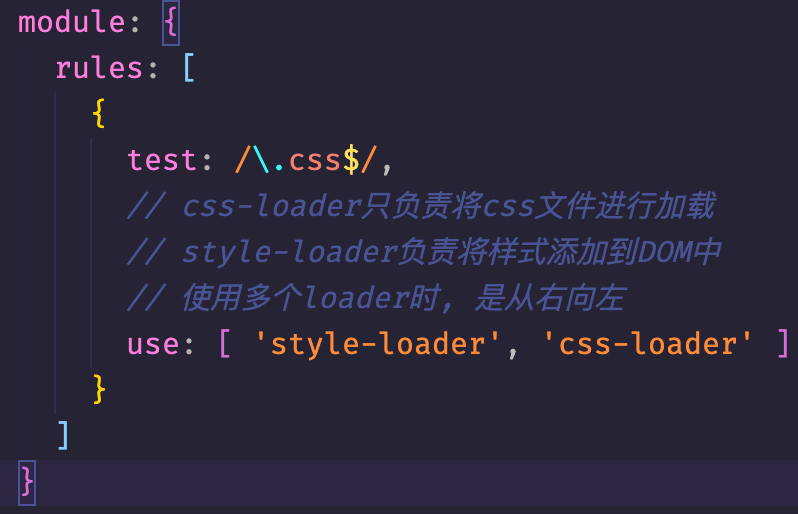 module: {
  rules: [
    {
      test: /\.css$/,
      // css-loader只负责将css文件进行加载
      // style-loader负责将样式添加到DOM中
      // 使用多个loader时, 是从右向左
      use: [ 'style-loader', 'css-loader' ]
    }
  ]
}